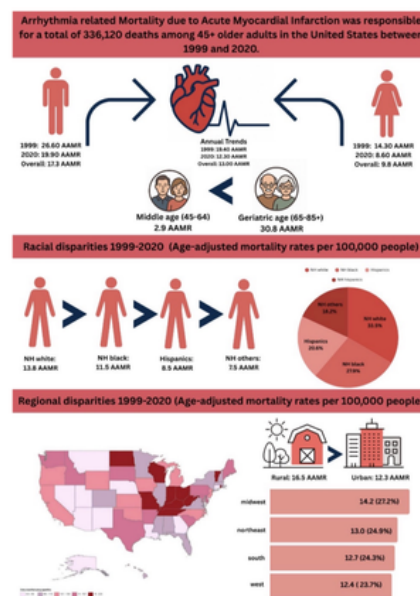 Arrhythmia related Mortality due to Acute Myocardial Infarction was responsible
for a total of 336,120 deaths among 45+ older adults in the United States between
1999 and 2020.
1999: 26.60 AAMR
2020: 19.90 AAMR
Overall: 17.3 AAMR
Annual Trends
1999: 19.40 AAMR
2020: 12.30 AAMR
Overall: 13.00 AAMR
1999: 14.30 AAMR
2020: 8.60 AAMR
Overall: 9.8 AAMR
Middle age (45-64)
2.9 AAMR
Geriatric age (65-85+)
30.8 AAMR
Racial disparities 1999-2020 (Age-adjusted mortality rates per 100,000 people)
NH white:
13.8 AAMR
NH black:
11.5 AAMR
Hispanics:
8.5 AAMR
NH others:
7.5 AAMR
NH white
NH black
Hispanics
NH others
18.2%
NH white
Hispanics
20.6%
NH black
27.8%
Regional disparities 1999-2020 (Age-adjusted mortality rates per 100,000 people
Rural: 16.5 AAMR
Urban: 12.3 AAMR
midwest
14.2 (27.2%)
northeast
13.0 (24.9%)
south
12.7 (24.3%)
west
12.4 ( 23.7%)